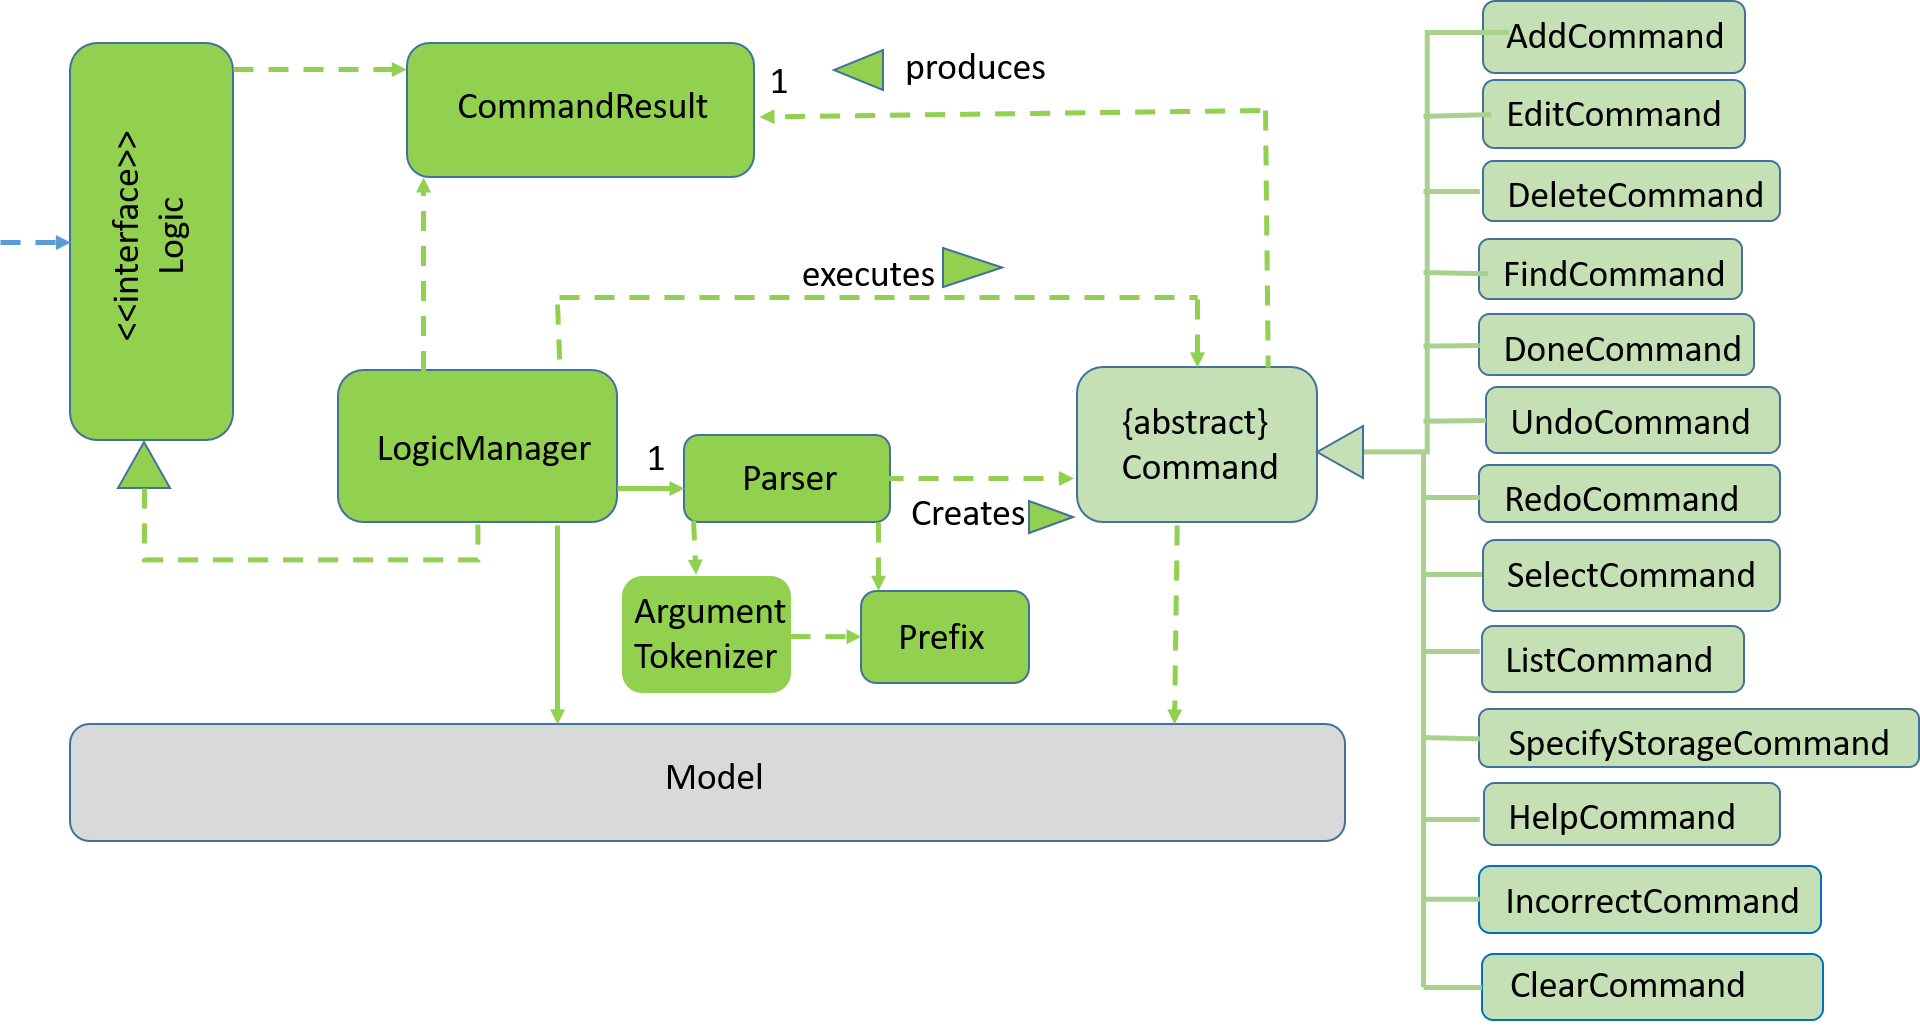 <<interface>>
Logic
CommandResult
1
produces
executes
LogicManager
1
Parser
Creates
{abstract}
Command
Argument
Tokenizer
Prefix
Model
AddCommand
EditCommand
DeleteCommand
FindCommand
DoneCommand
UndoCommand
RedoCommand
SelectCommand
ListCommand
SpecifyStorageCommand
HelpCommand
IncorrectCommand
ClearCommand